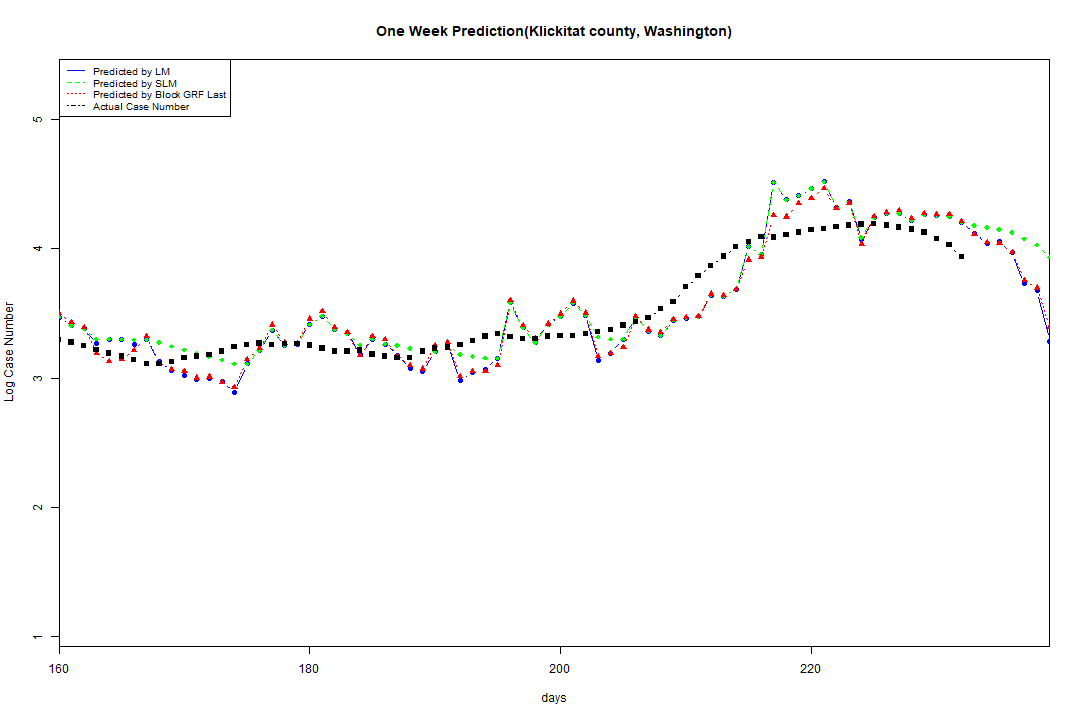 One Week Prediction(Klickitat county, Washington)
Predicted by LM
Predicted by SLM
Predicted by Block GRF Last
Actual Case Number
5
4
3
2
1
Log Case Number
160 180 200 220
days